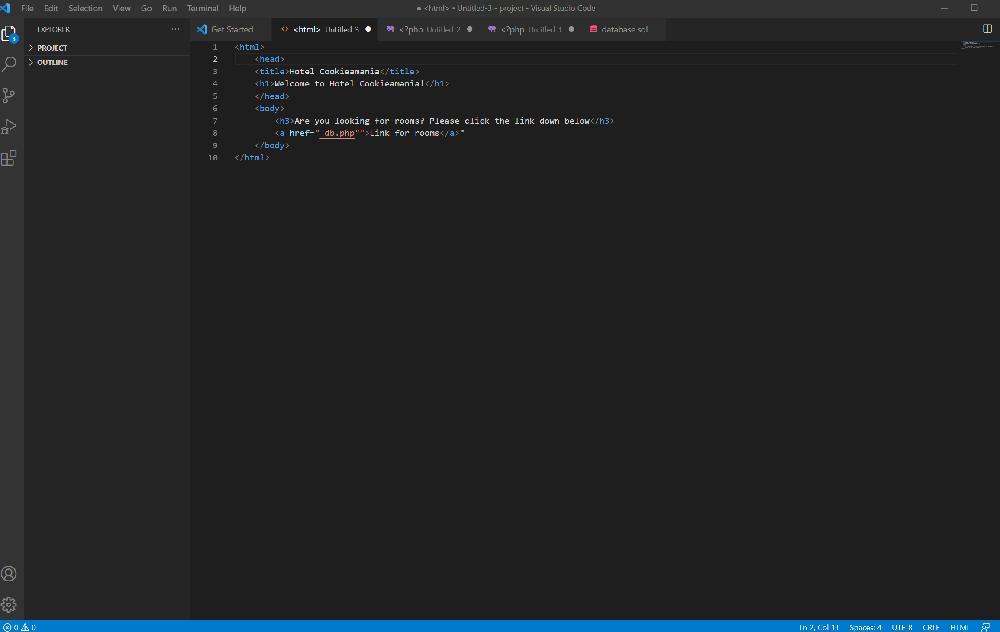 File Edit Selection View Go Run Terminal Help
● <html> • Untitled-3 - project - Visual Studio Code
EXPLORER ···
3
PROJECT
OUTLINE
Get Started <html> Untitled-3 ● <?php Untitled-2 ● <?php Untitled-1 ● database.sql
1 <html>
2     <head>
3     <title>Hotel Cookieamania</title>
4     <h1>Welcome to Hotel Cookieamania!</h1>
5     </head>
6     <body>
7         <h3>Are you looking for rooms? Please click the link down below</h3>
8         <a href="_db.php"">Link for rooms</a>"
9     </body>
10 </html>
0 0 Ln 2, Col 11 Spaces: 4 UTF-8 CRLF HTML